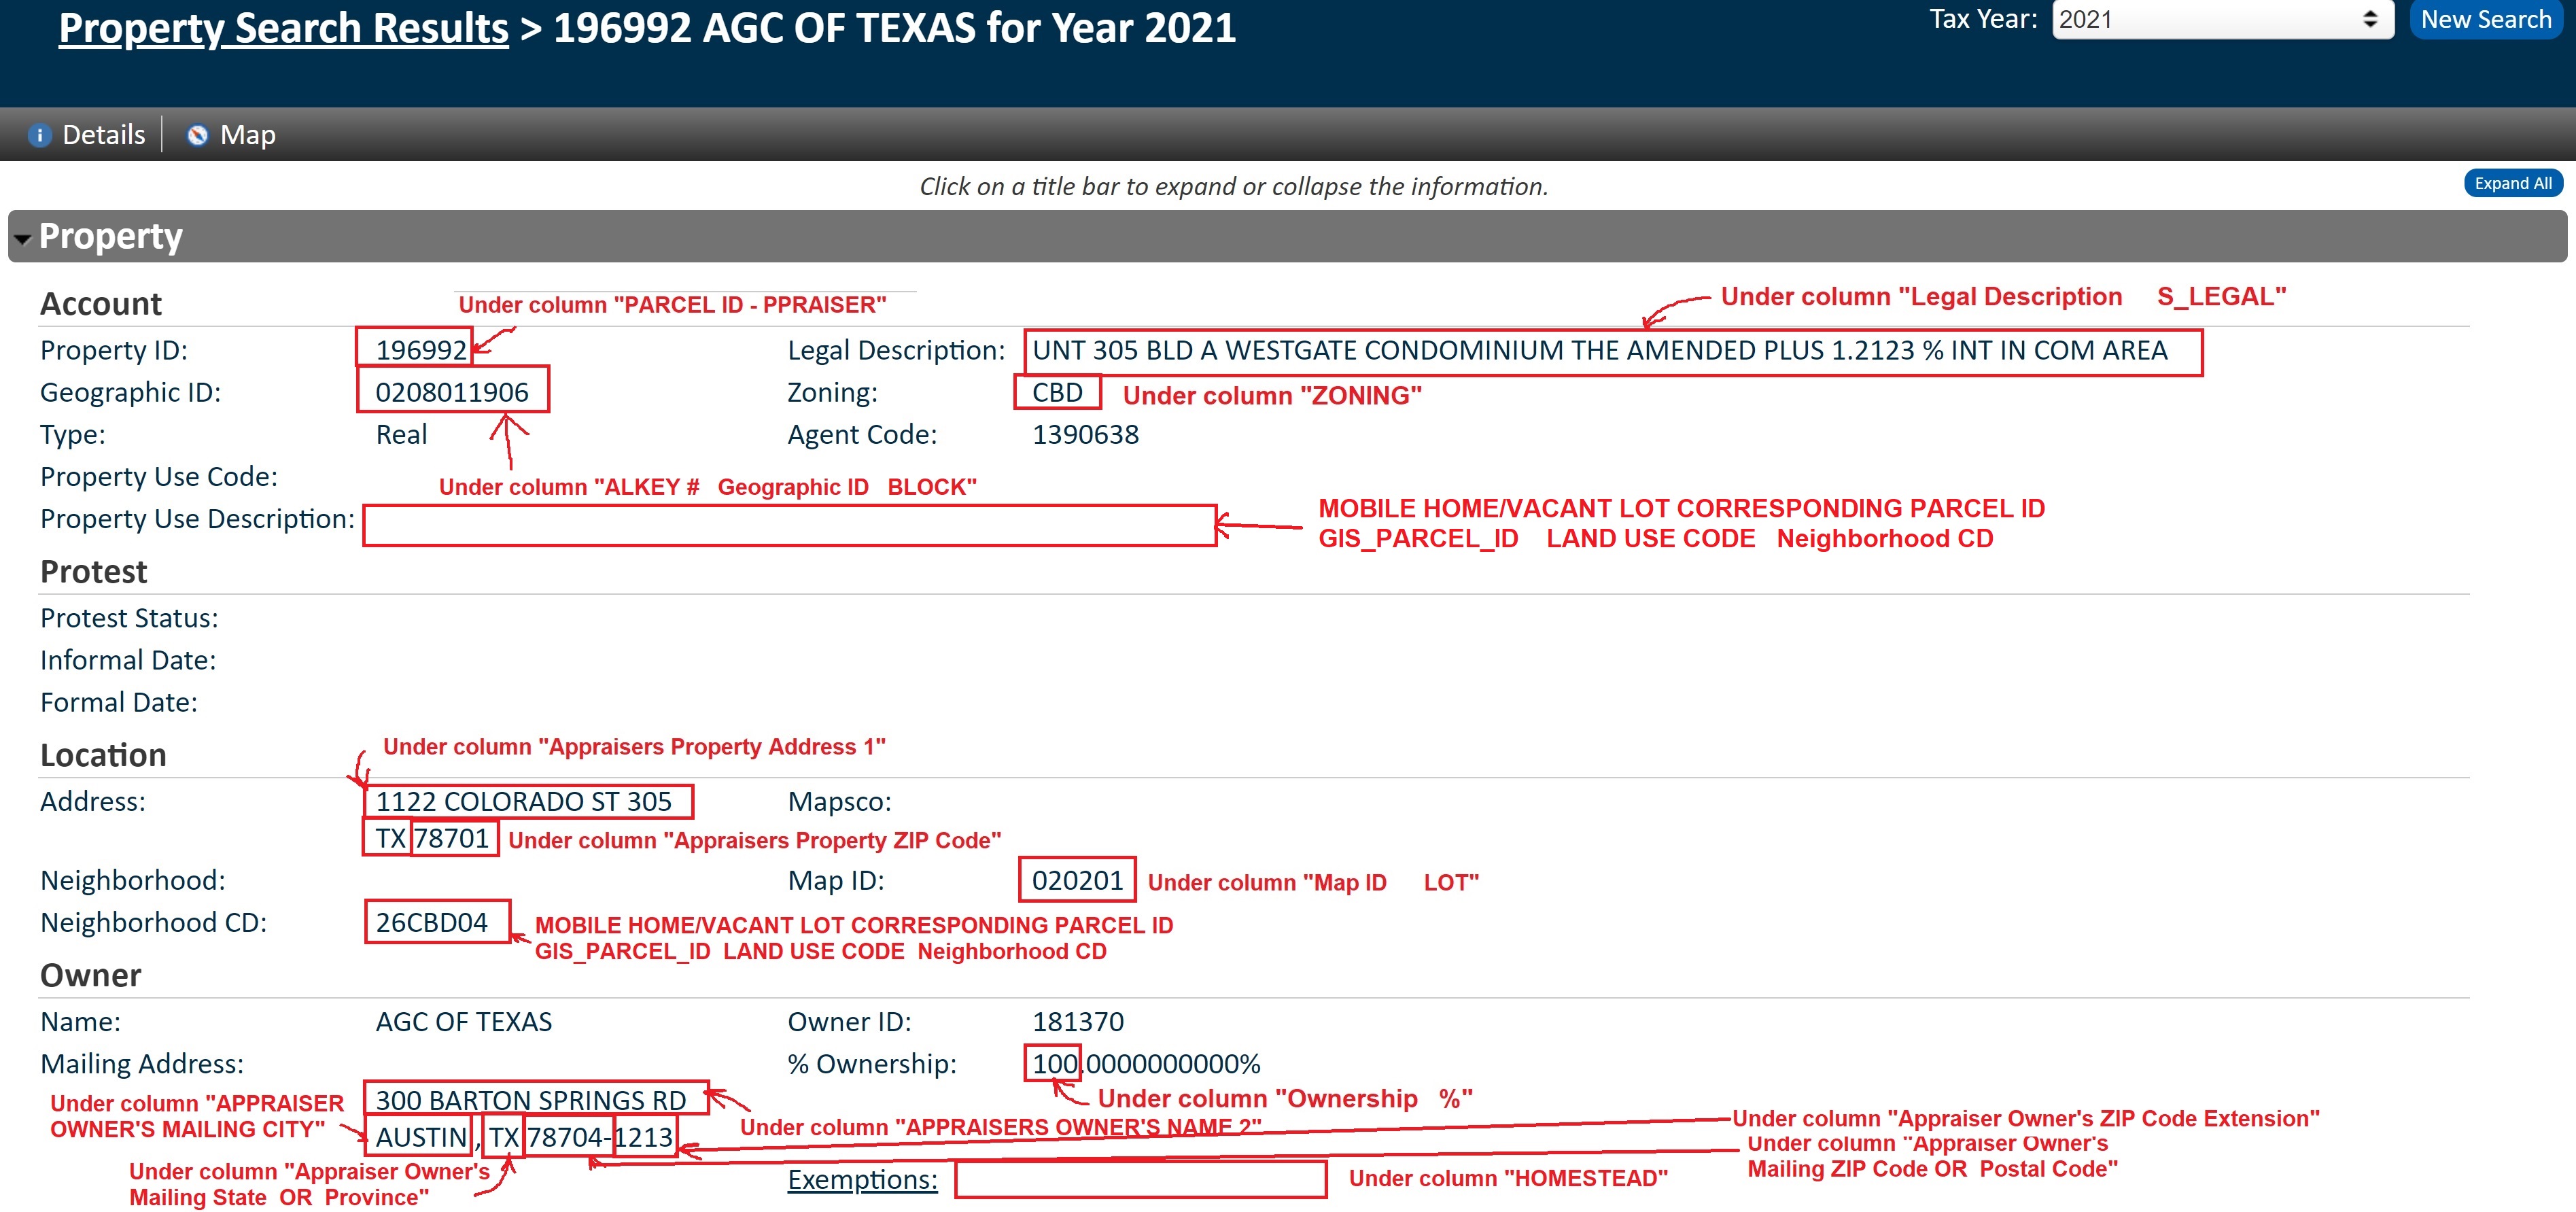 Property Search Results > 196992 AGC OF TEXAS for Year 2021
Tax Year: 2021 New Search
Details Map
Click on a title bar to expand or collapse the information.
Expand All
Property
Account
Under column "PARCEL ID - PPRAISER"
Under column "Legal Description S_LEGAL"
Property ID: 196992 Legal Description: UNT 305 BLD A WESTGATE CONDOMINIUM THE AMENDED PLUS 1.2123 % INT IN COM AREA
Geographic ID: 0208011906 Zoning: CBD Under column "ZONING"
Type: Real Agent Code: 1390638
Property Use Code:
Under column "ALKEY # Geographic ID BLOCK"
Property Use Description:
MOBILE HOME/VACANT LOT CORRESPONDING PARCEL ID
GIS_PARCEL_ID LAND USE CODE Neighborhood CD
Protest
Protest Status:
Informal Date:
Formal Date:
Location
Under column "Appraisers Property Address 1"
Address: 1122 COLORADO ST 305 Mapsco:
TX 78701 Under column "Appraisers Property ZIP Code"
Neighborhood: Map ID: 020201 Under column "Map ID LOT"
Neighborhood CD: 26CBD04
MOBILE HOME/VACANT LOT CORRESPONDING PARCEL ID
GIS_PARCEL_ID LAND USE CODE Neighborhood CD
Owner
Name: AGC OF TEXAS Owner ID: 181370
Mailing Address: % Ownership: 100.0000000000%
Under column "Ownership %"
300 BARTON SPRINGS RD
Under column "APPRAISER
OWNER'S MAILING CITY"
AUSTIN, TX 78704-1213
Under column "APPRAISERS OWNER'S NAME 2"
Under column "Appraiser Owner's ZIP Code Extension"
Under column "Appraiser Owner's
Mailing ZIP Code OR Postal Code"
Under column "Appraiser Owner's
Mailing State OR Province"
Exemptions: Under column "HOMESTEAD"